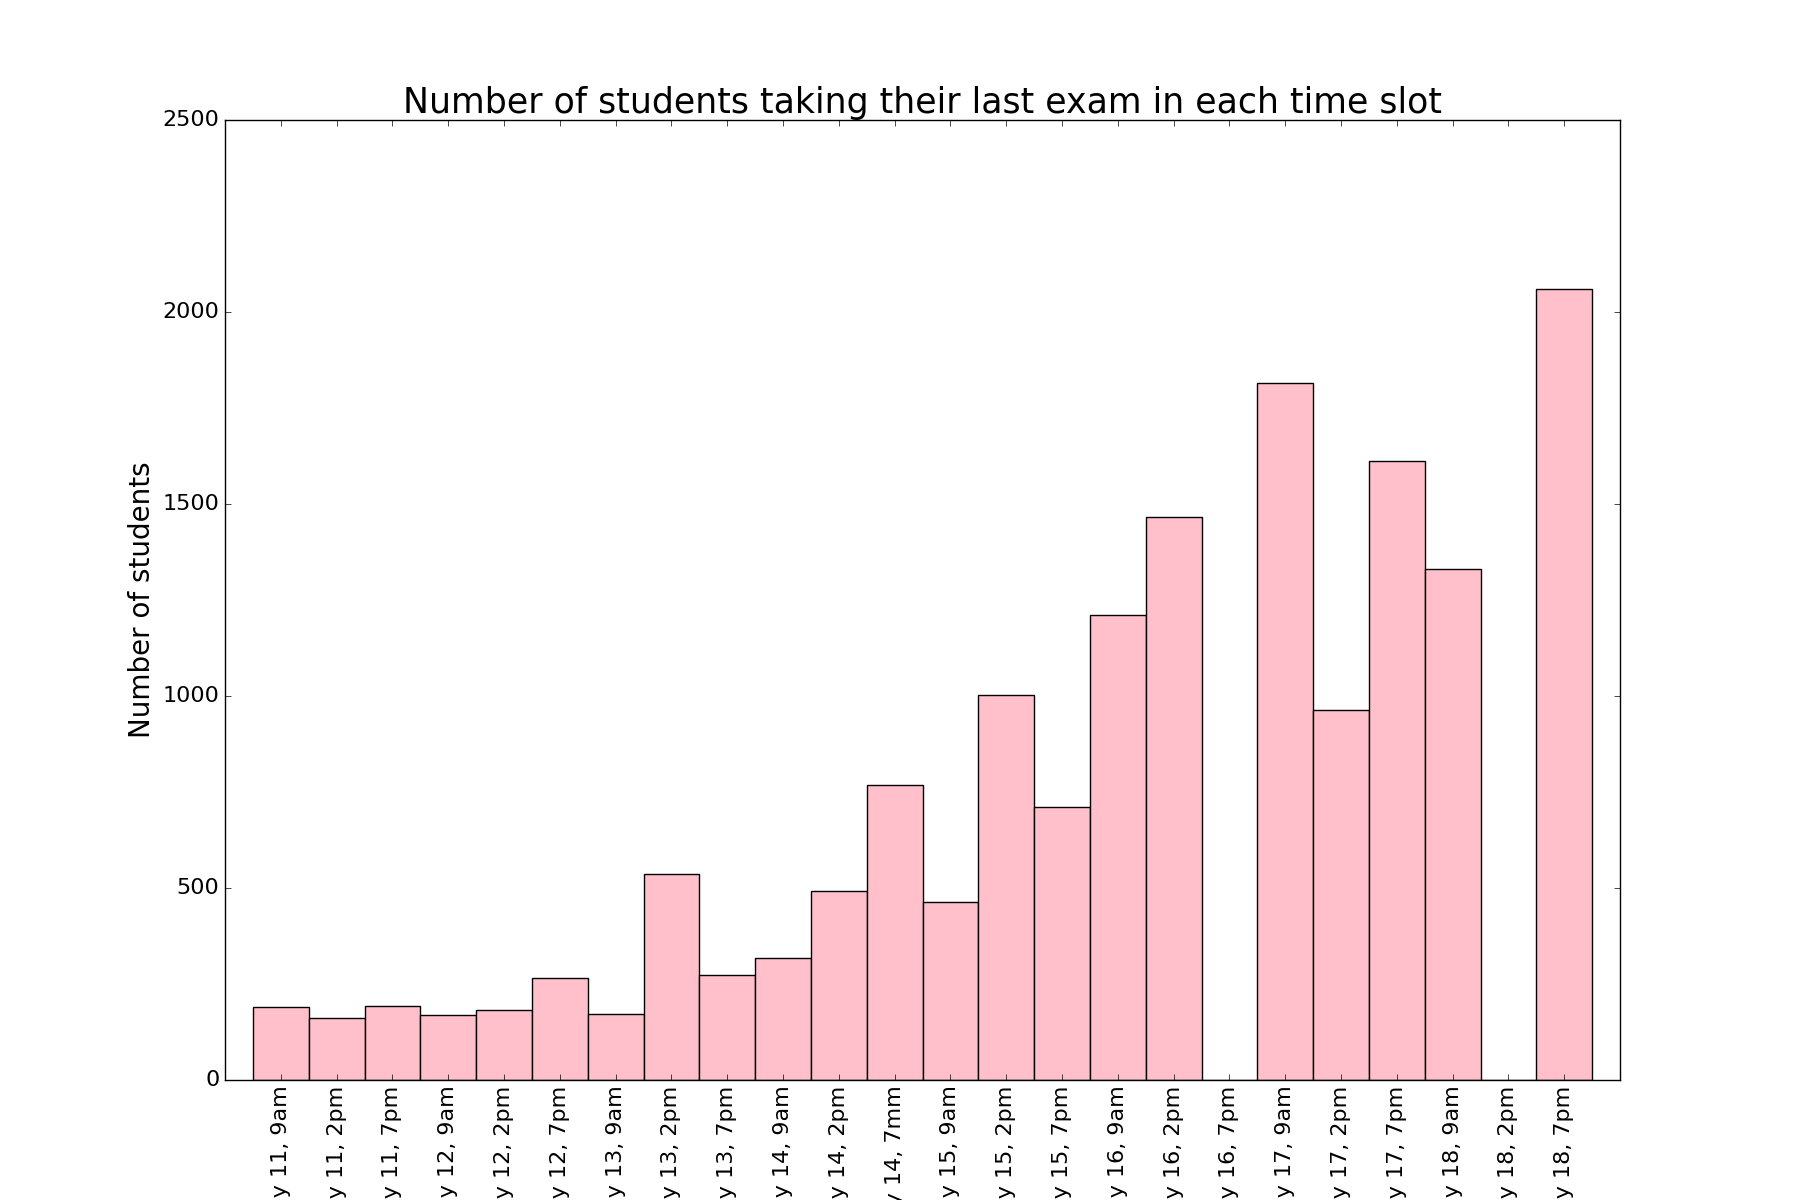 Number of students taking their last exam in each time slot
Number of students
2500
2000
1500
1000
500
0
y 11, 9am
y 11, 2pm
y 11, 7pm
y 12, 9am
y 12, 2pm
y 12, 7pm
y 13, 9am
y 13, 2pm
y 13, 7pm
y 14, 9am
y 14, 2pm
y 14, 7mm
y 15, 9am
y 15, 2pm
y 15, 7pm
y 16, 9am
y 16, 2pm
y 16, 7pm
y 17, 9am
y 17, 2pm
y 17, 7pm
y 18, 9am
y 18, 2pm
y 18, 7pm